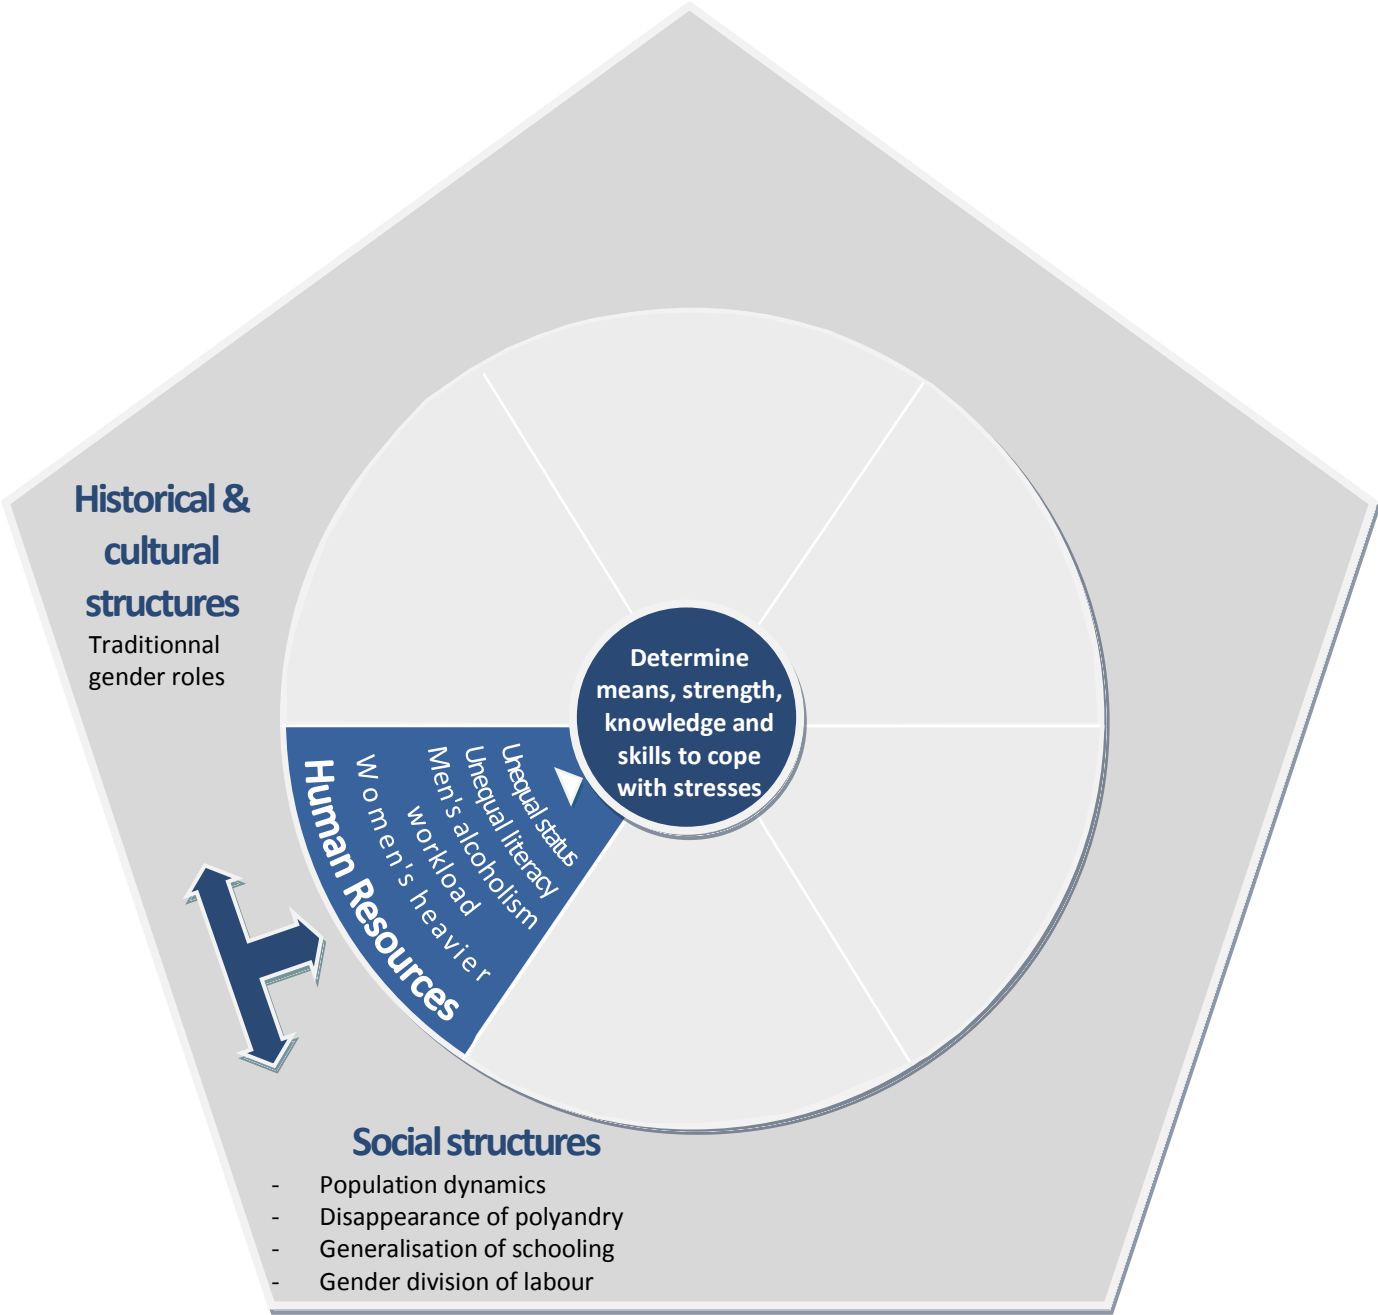 Historical &
cultural
structures
Traditionnal
gender roles
Determine
means, strength,
knowledge and
skills to cope
with stresses
Human Resources
Women's heavier
workload
Men's alcoholism
Unequal literacy
Unequal status
Social structures
- Population dynamics
- Disappearance of polyandry
- Generalisation of schooling
- Gender division of labour